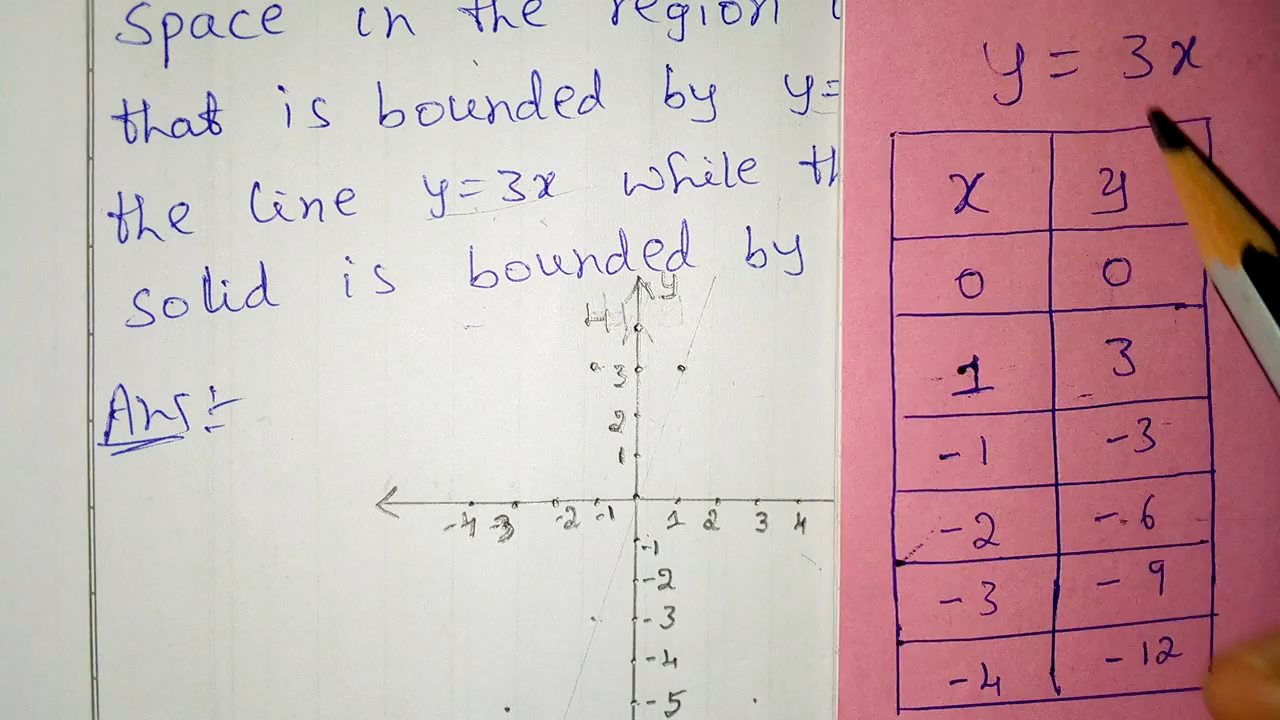 Space in the region
that is bounded by y=
the line y=3x while th
solid is bounded by
Ans:-
y
4
3
2
1
-4 -3 -2 -1 1 2 3 4
-1
-2
-3
-4
-5
y = 3x
x y
0 0
1 3
-1 -3
-2 -6
-3 -9
-4 -12